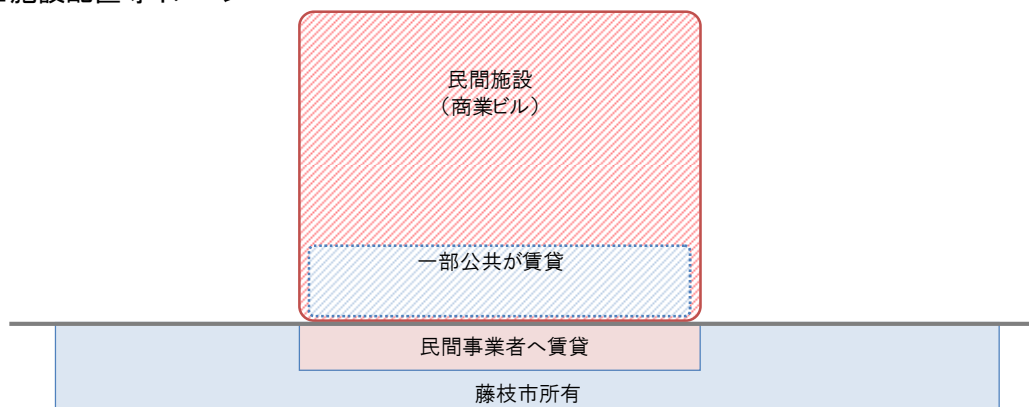 民間施設
（商業ビル）
一部公共が賃貸
民間事業者へ賃貸
藤枝市所有